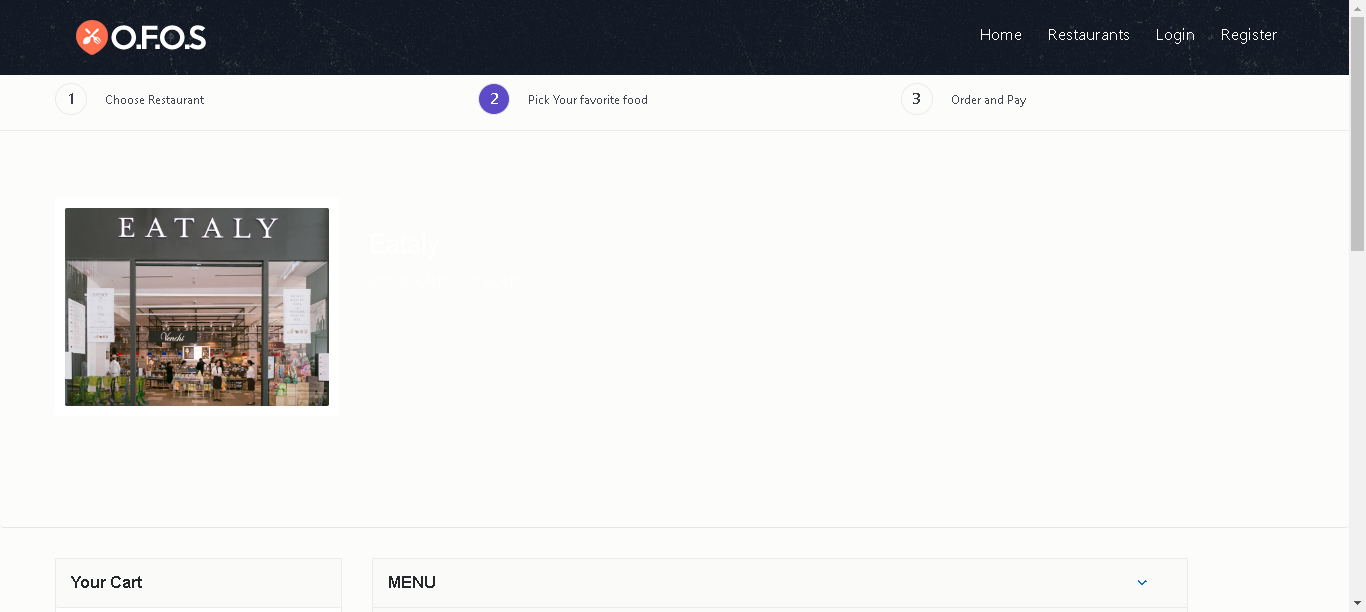 O.F.O.S
Home
Restaurants
Login
Register
1
Choose Restaurant
2
Pick Your favorite food
3
Order and Pay
EATALY
Venchi
Eataly
Your Cart
MENU